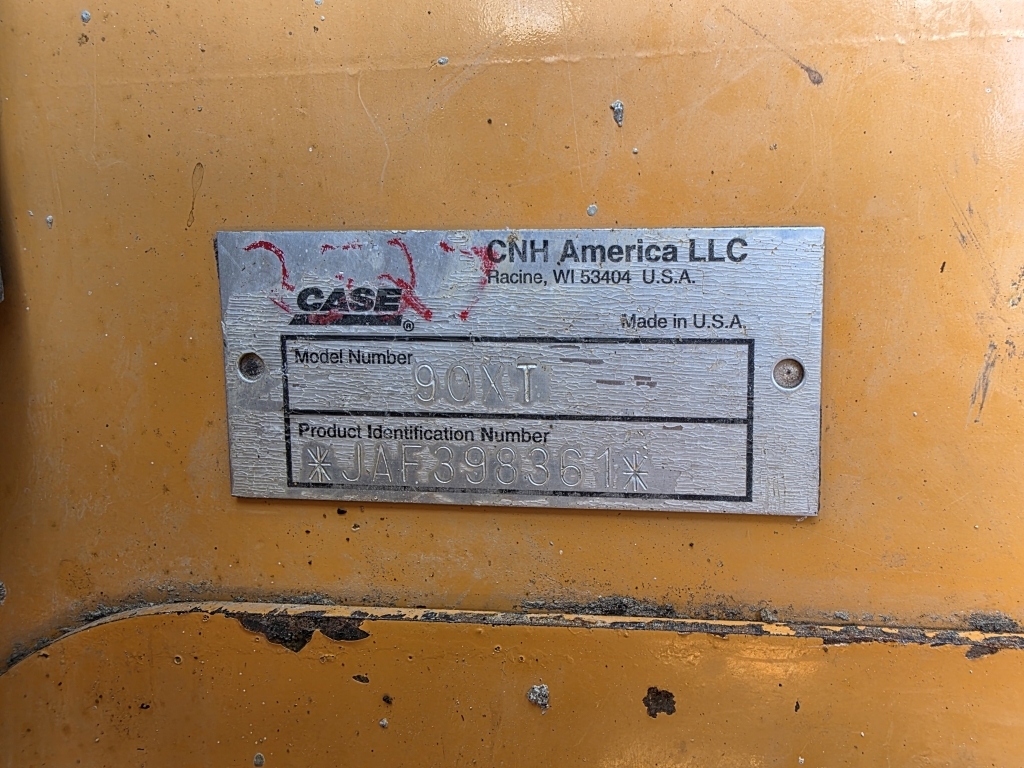 CNH America LLC
Racine, WI 53404 U.S.A.
CASE®
Made in U.S.A.
Model Number
90XT
Product Identification Number
*JAF398361*